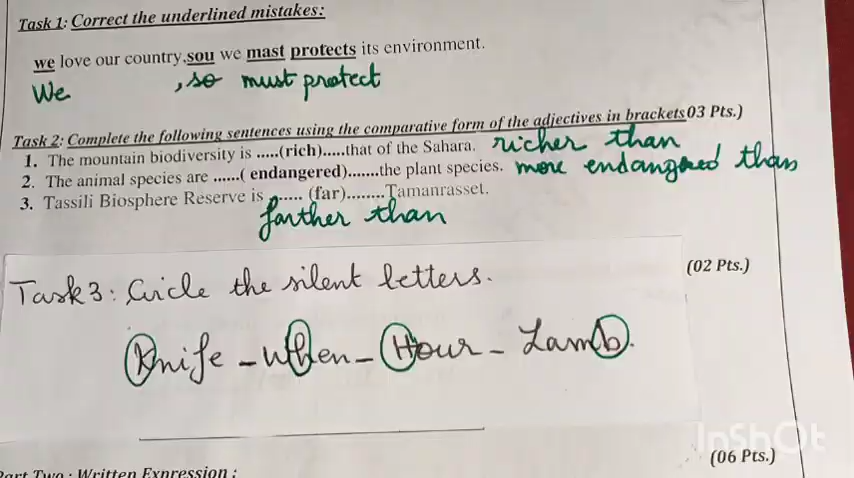 Task 1: Correct the underlined mistakes:
we love our country,sou we mast protects its environment.
We , so must protect
Task 2: Complete the following sentences using the comparative form of the adjectives in brackets 03 Pts.)
1. The mountain biodiversity is .....(rich).....that of the Sahara. richer than
2. The animal species are ......( endangered).......the plant species. more endangered than
3. Tassili Biosphere Reserve is ...... (far)........Tamanrasset.
farther than
Task 3: Circle the silent letters.
(02 Pts.)
Knife - When - Hour - Lamb.
InShOt
(06 Pts.)
Part Two : Written Expression :